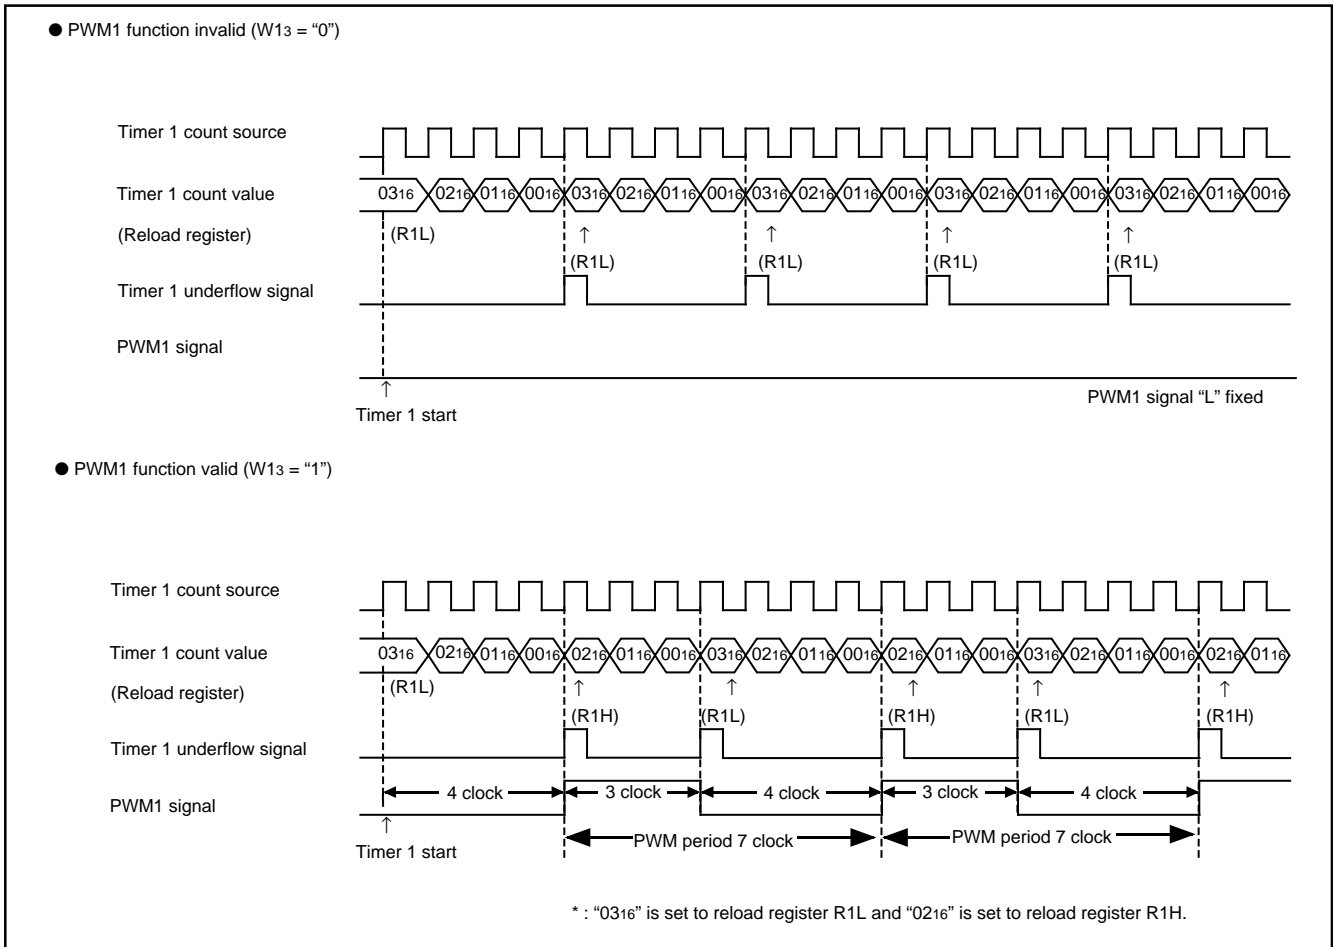 ● PWM1 function invalid (W13 = “0”)
Timer 1 count source
Timer 1 count value 0316 0216 0116 0016 0316 0216 0116 0016 0316 0216 0116 0016 0316 0216 0116 0016 0316 0216 0116 0016
(Reload register) (R1L) ↑ ↑ ↑ ↑
(R1L) (R1L) (R1L) (R1L)
Timer 1 underflow signal
PWM1 signal
↑ PWM1 signal “L” fixed
Timer 1 start
● PWM1 function valid (W13 = “1”)
Timer 1 count source
Timer 1 count value 0316 0216 0116 0016 0216 0116 0016 0316 0216 0116 0016 0216 0116 0016 0316 0216 0116 0016 0216 0116
(Reload register) (R1L) ↑ ↑ ↑ ↑ ↑
(R1H) (R1L) (R1H) (R1L) (R1H)
Timer 1 underflow signal
PWM1 signal 4 clock 3 clock 4 clock 3 clock 4 clock
↑ PWM period 7 clock PWM period 7 clock
Timer 1 start
* : “0316” is set to reload register R1L and “0216” is set to reload register R1H.